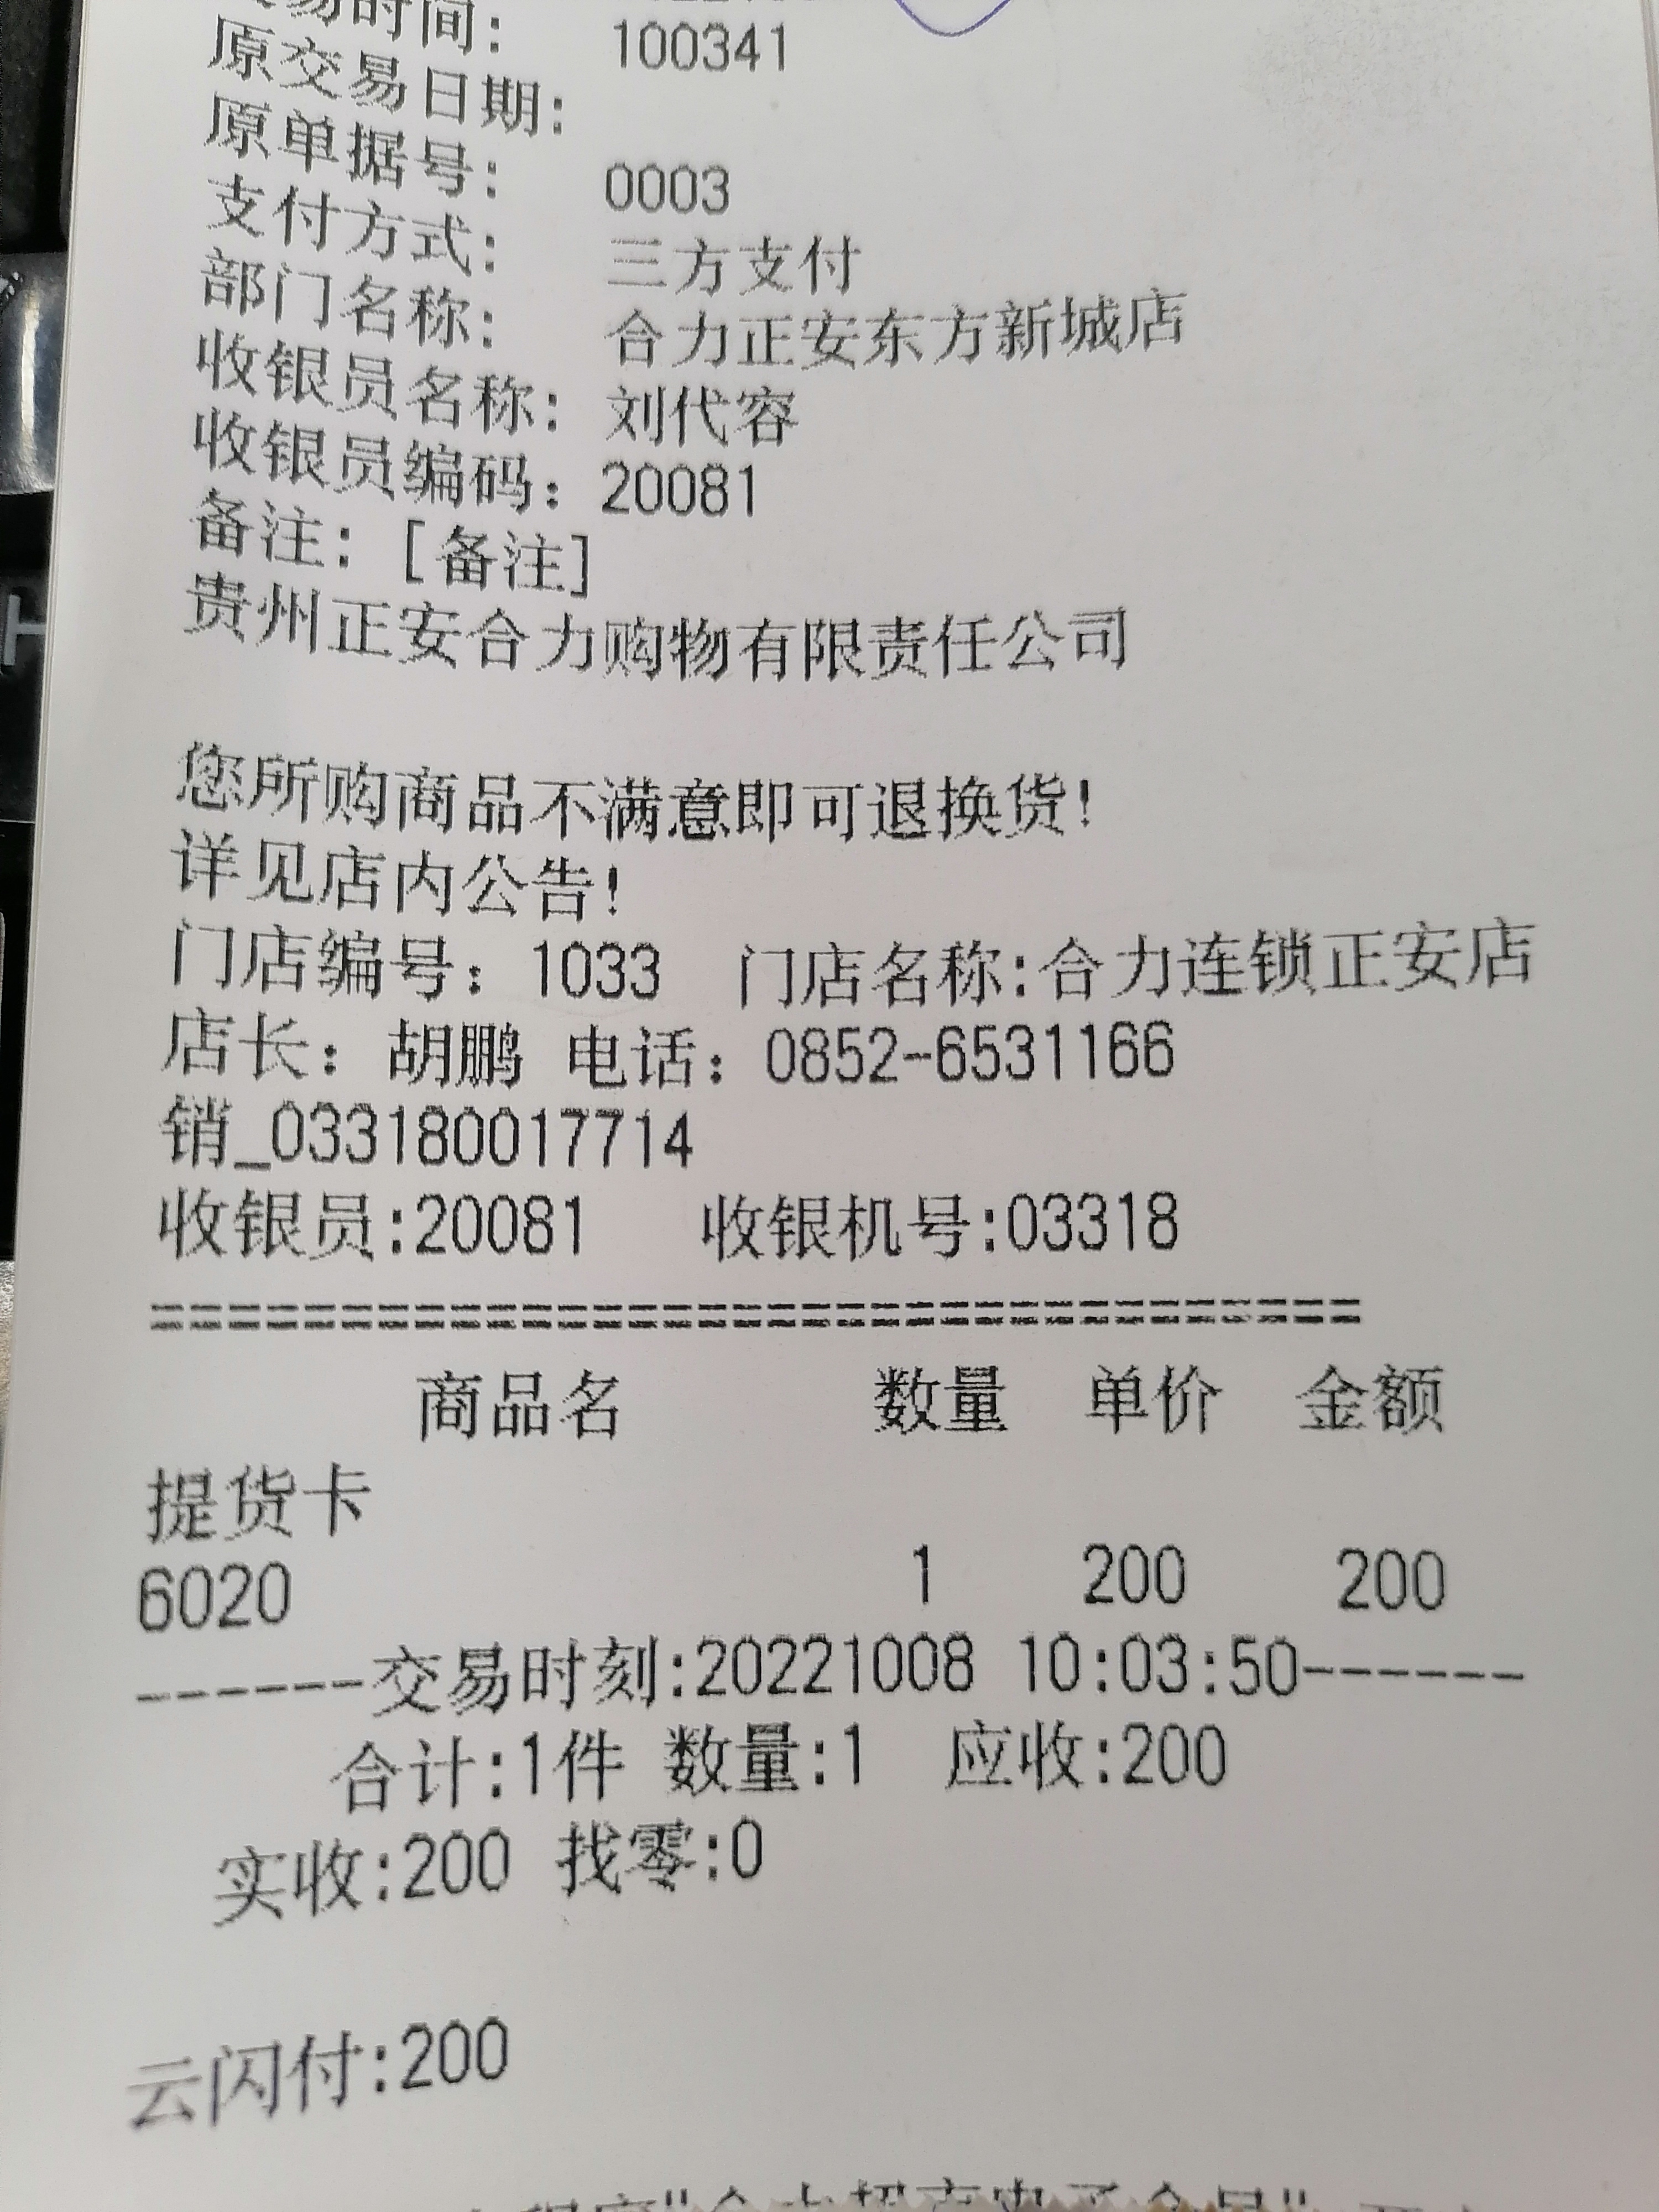 易时间: 100341
原交易日期:
原单据号: 0003
支付方式: 三方支付
部门名称: 合力正安东方新城店
收银员名称: 刘代容
收银员编码: 20081
备注: [备注]
贵州正安合力购物有限责任公司
您所购商品不满意即可退换货!
详见店内公告!
门店编号: 1033 门店名称:合力连锁正安店
店长: 胡鹏 电话: 0852-6531166
销_033180017714
收银员:20081 收银机号:03318
===================================
商品名 数量 单价 金额
提货卡
6020 1 200 200
------交易时刻:20221008 10:03:50------
合计:1件 数量:1 应收:200
实收:200 找零:0
云闪付:200